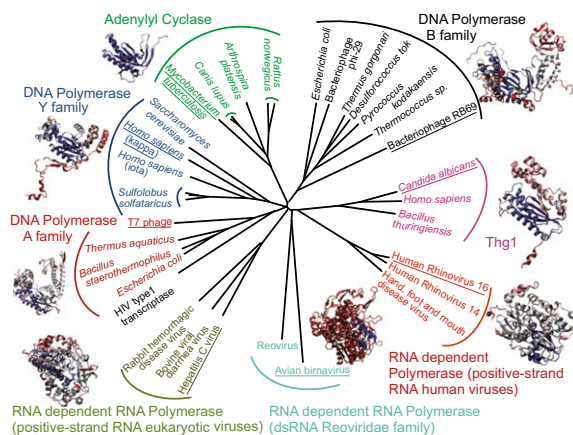 Adenylyl Cyclase
Mycobacterium
tuberculosis
Canis lupus
Arthrospira
platensis
Rattus
norwegicus
DNA Polymerase
B family
Escherichia coli
Bacteriophage
phi-29
Thermus gorgonari
Desulforococcus tok
Pyrococcus
kodakaensis
Thermococcus sp.
Bacteriophage RB69
DNA Polymerase
Y family
Saccharomyces
cerevisiae
Homo sapiens
(kappa)
Homo sapiens
(iota)
Sulfolobus
solfataricus
Candida albicans
Homo sapiens
Bacillus
thuringiensis
Thg1
DNA Polymerase
A family
T7 phage
Thermus aquaticus
Bacillus
staerothermophilus
Escherichia coli
HIV type1
transcriptase
Human Rhinovirus 16
Human Rhinovirus 14
Hand, foot and mouth
disease virus
RNA dependent
Polymerase (positive-strand
RNA human viruses)
Rabbit hemorrhagic
disease virus
Bovine viral
diarrhea virus
Hepatitis C virus
RNA dependent RNA Polymerase
(positive-strand RNA eukaryotic viruses)
Reovirus
Avian birnavirus
RNA dependent RNA Polymerase
(dsRNA Reoviridae family)